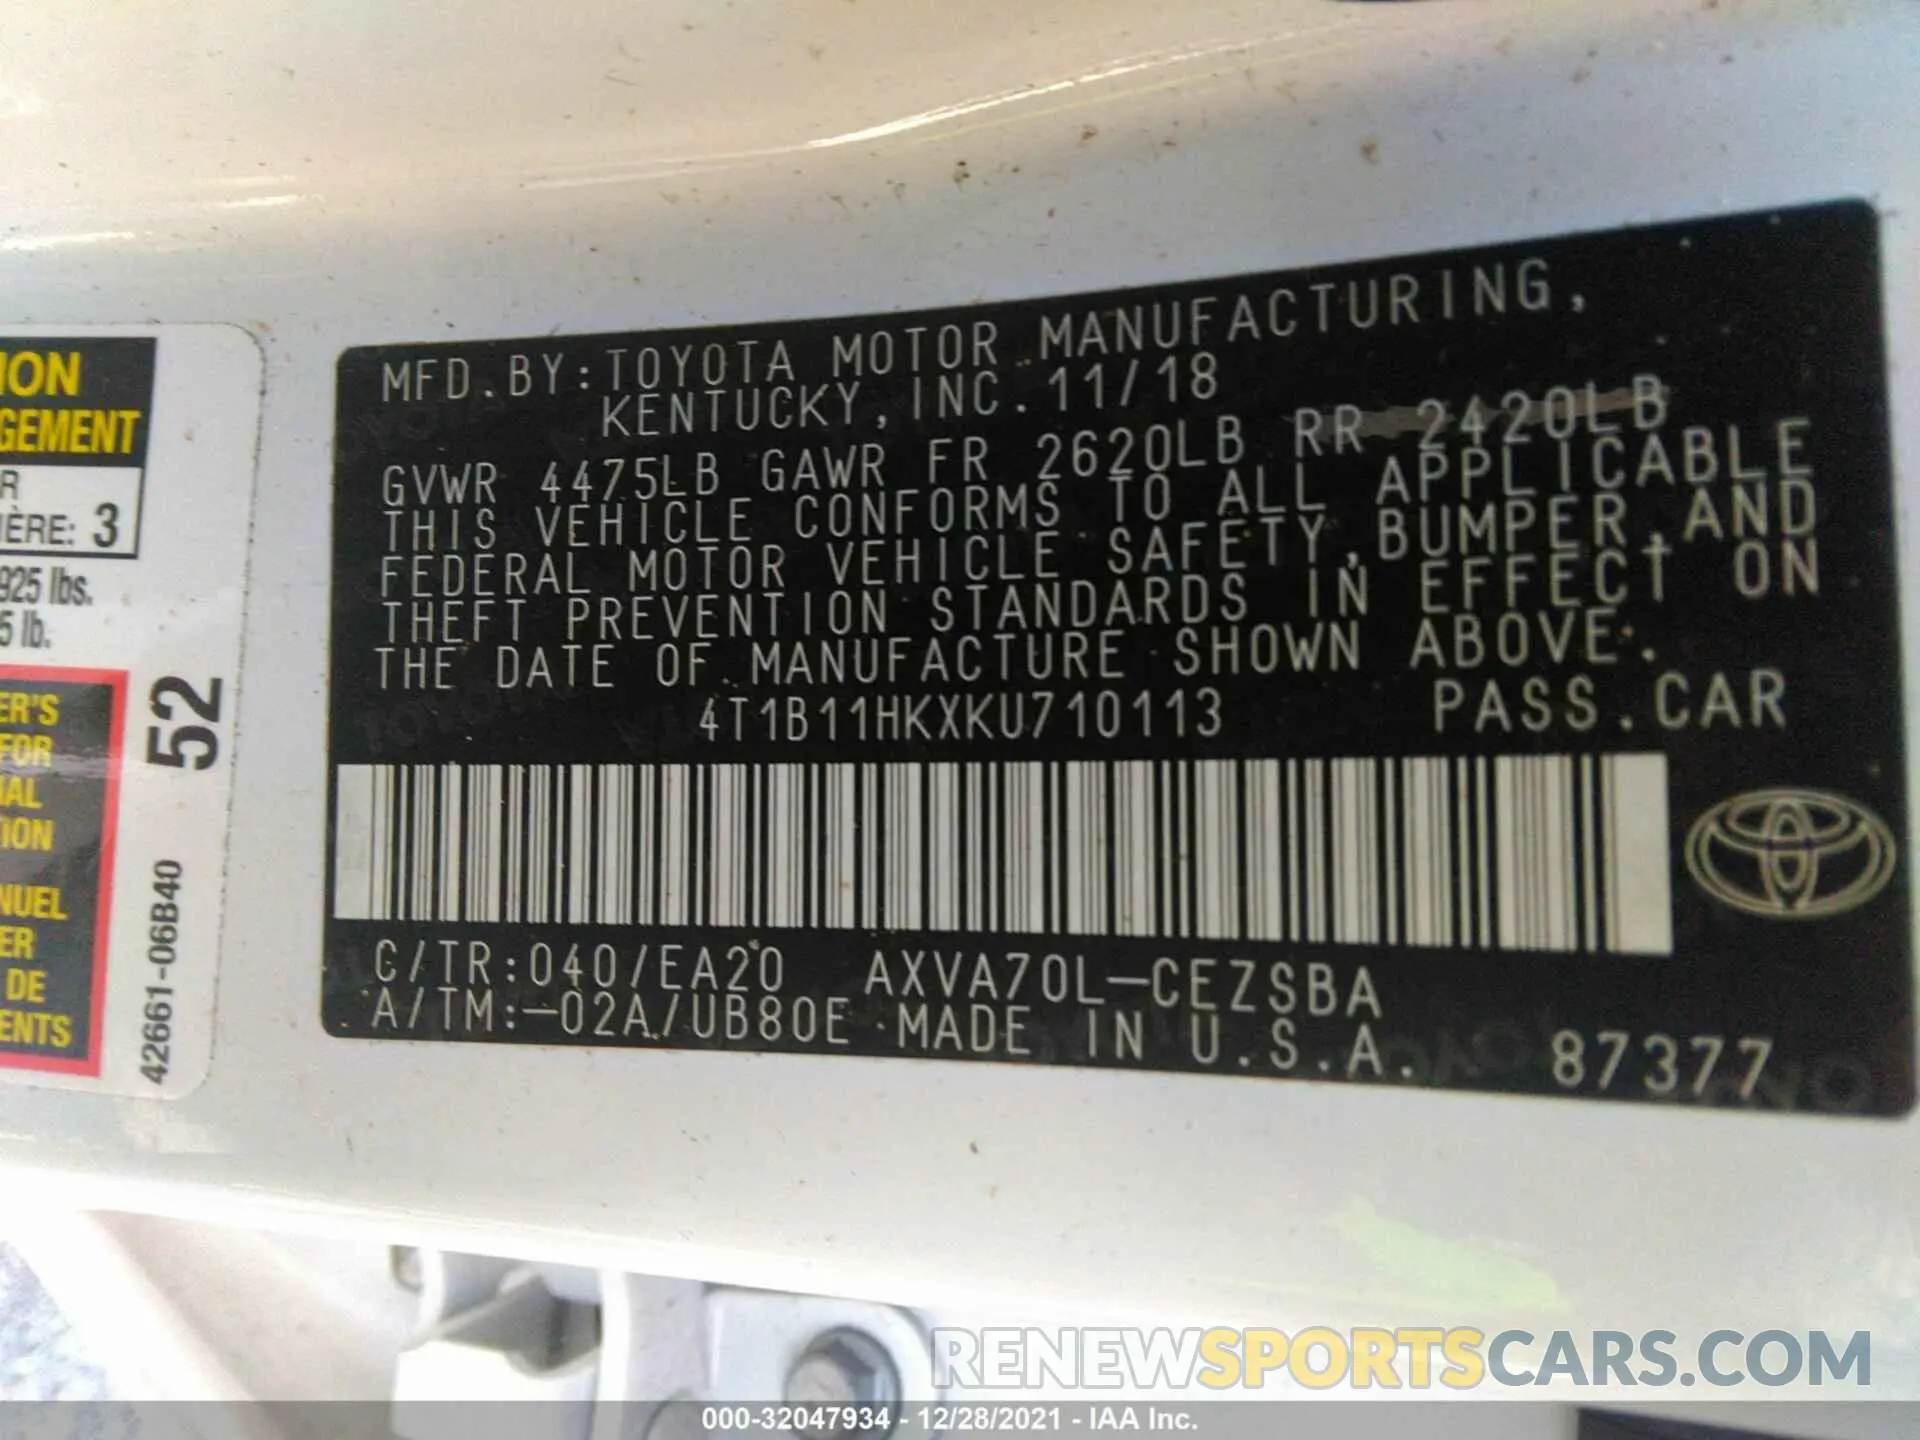 ION
GEMENT
R
IÈRE: 3
925 lbs.
5 lb.
ER'S
FOR
IAL
ION
NUEL
ER
DE
ENTS
52
42661-06B40
MFD.BY:TOYOTA MOTOR MANUFACTURING,
KENTUCKY,INC.11/18
GVWR 4475LB GAWR FR 2620LB RR 2420LB
THIS VEHICLE CONFORMS TO ALL APPLICABLE
FEDERAL MOTOR VEHICLE SAFETY,BUMPER,AND
THEFT PREVENTION STANDARDS IN EFFECT ON
THE DATE OF MANUFACTURE SHOWN ABOVE.
4T1B11HKXKU710113 PASS.CAR
C/TR:040/EA20 AXVA70L-CEZSBA
A/TM:-02A/UB80E MADE IN U.S.A. 87377
RENEWSPORTSCARS.COM
000-32047934 - 12/28/2021 - IAA Inc.